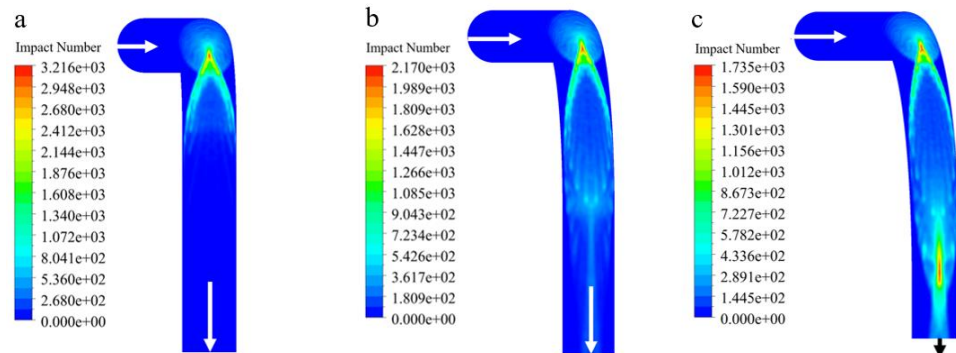 a
Impact Number
3.216e+03
2.948e+03
2.680e+03
2.412e+03
2.144e+03
1.876e+03
1.608e+03
1.340e+03
1.072e+03
8.041e+02
5.360e+02
2.680e+02
0.000e+00
b
Impact Number
2.170e+03
1.989e+03
1.809e+03
1.628e+03
1.447e+03
1.266e+03
1.085e+03
9.043e+02
7.234e+02
5.426e+02
3.617e+02
1.809e+02
0.000e+00
c
Impact Number
1.735e+03
1.590e+03
1.445e+03
1.301e+03
1.156e+03
1.012e+03
8.673e+02
7.227e+02
5.782e+02
4.336e+02
2.891e+02
1.445e+02
0.000e+00